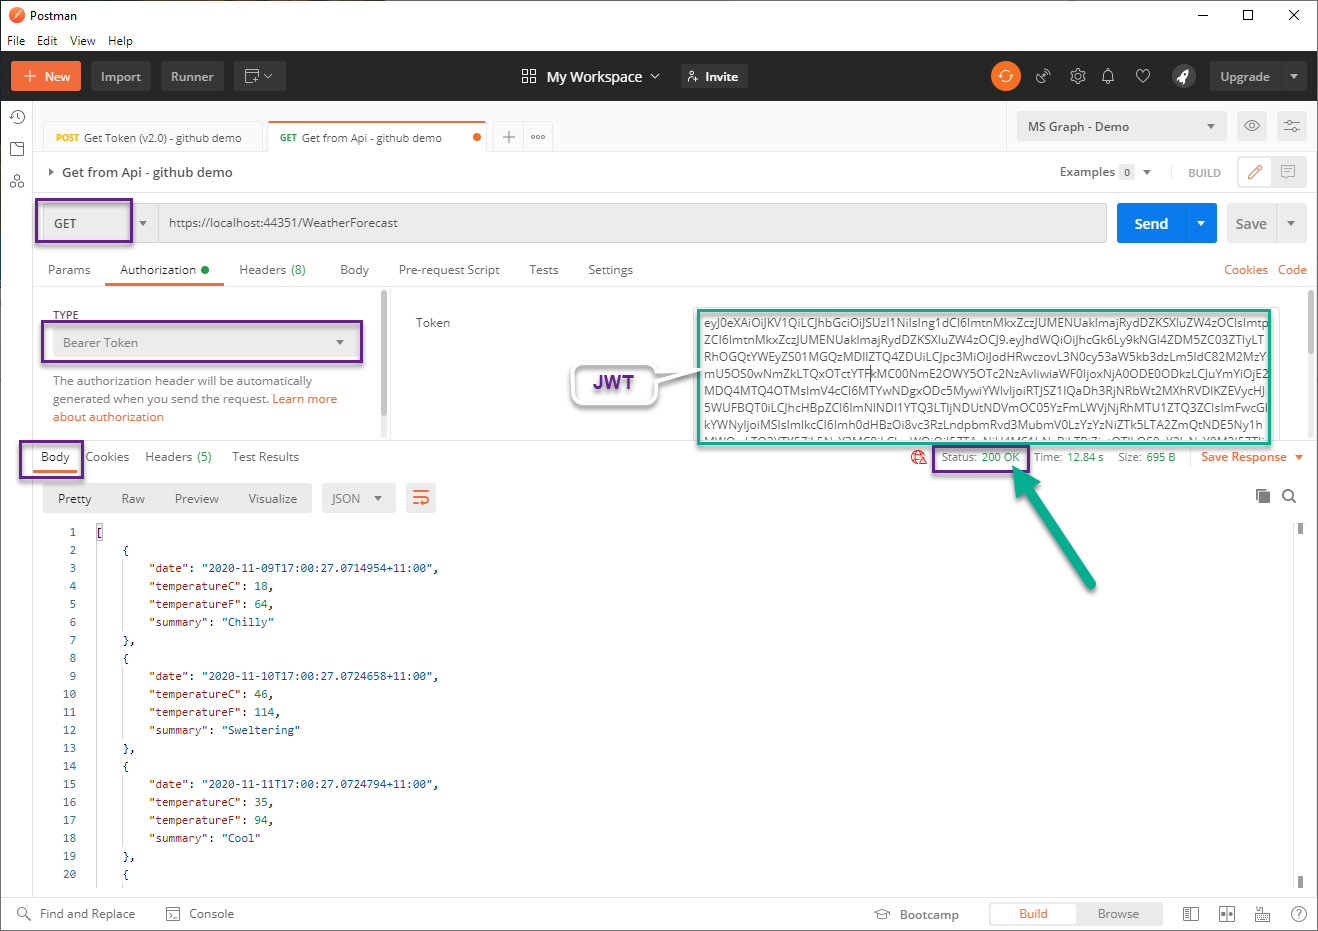 Postman
File Edit View Help
New Import Runner My Workspace Invite Upgrade
POST Get Token (v2.0) - github demo GET Get from Api - github demo MS Graph - Demo
Get from Api - github demo Examples 0 BUILD
GET https://localhost:44351/WeatherForecast Send Save
Params Authorization Headers (8) Body Pre-request Script Tests Settings Cookies Code
TYPE
Bearer Token
The authorization header will be automatically
generated when you send the request. Learn more
about authorization
Token
JWT
Body Cookies Headers (5) Test Results Status: 200 OK Time: 12.84 s Size: 695 B Save Response
Pretty Raw Preview Visualize JSON
1 [
2 {
3 "date": "2020-11-09T17:00:27.0714954+11:00",
4 "temperatureC": 18,
5 "temperatureF": 64,
6 "summary": "Chilly"
7 },
8 {
9 "date": "2020-11-10T17:00:27.0724658+11:00",
10 "temperatureC": 46,
11 "temperatureF": 114,
12 "summary": "Sweltering"
13 },
14 {
15 "date": "2020-11-11T17:00:27.0724794+11:00",
16 "temperatureC": 35,
17 "temperatureF": 94,
18 "summary": "Cool"
19 },
20 {
Find and Replace Console Bootcamp Build Browse